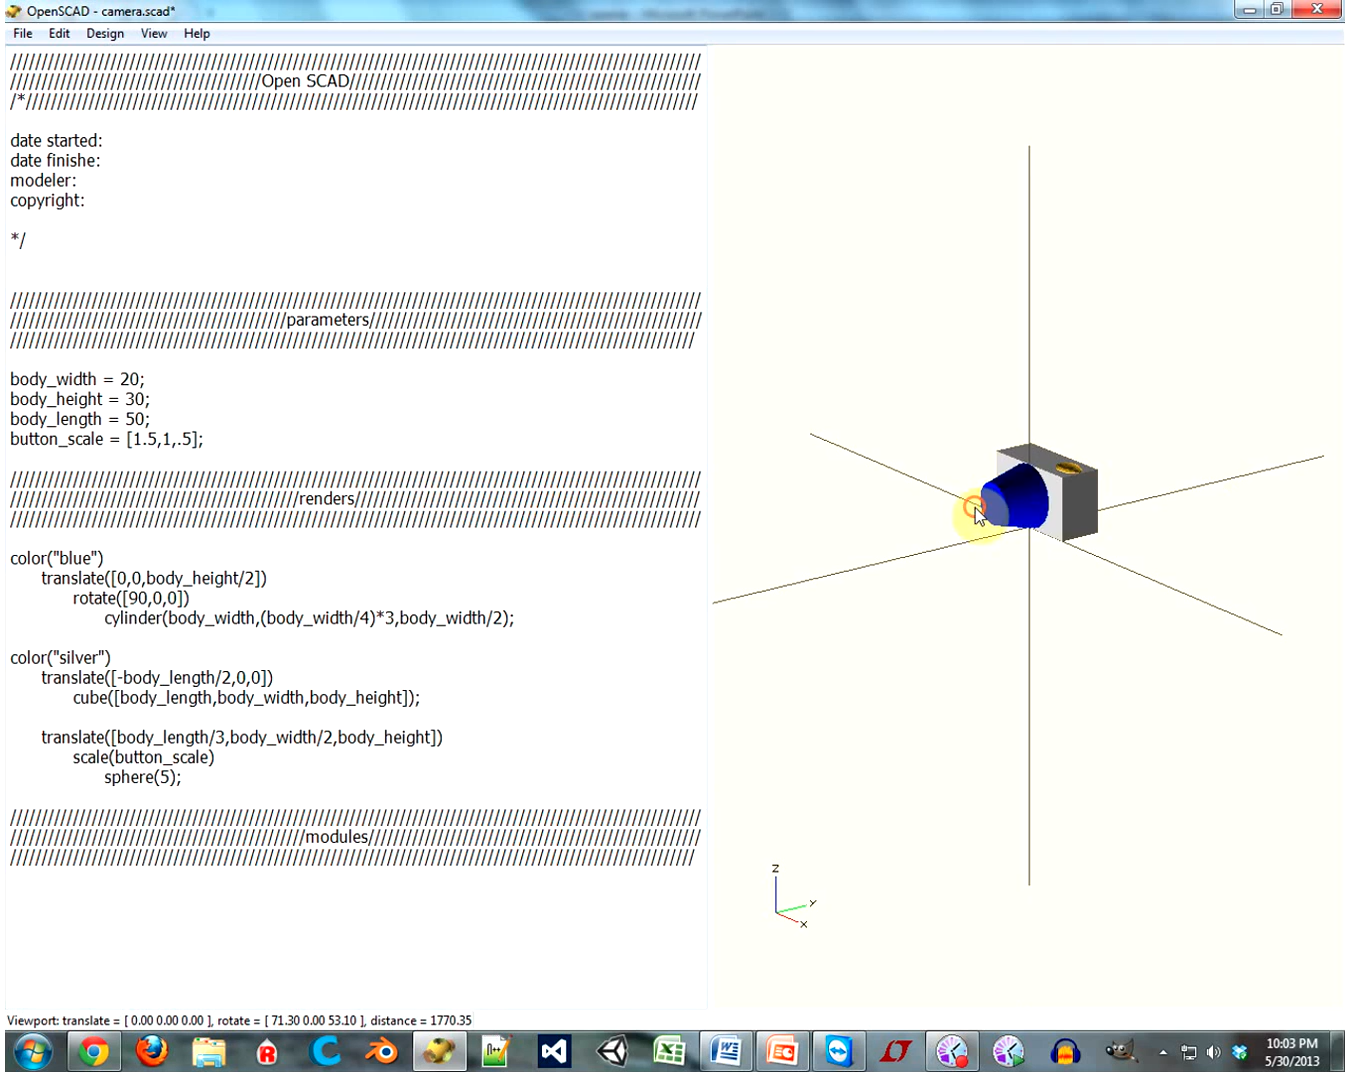 OpenSCAD - camera.scad*
File Edit Design View Help
////////////////////////////////////////////////////////////////////////////////////////////////////////////////
////////////////////////////////////////Open SCAD////////////////////////////////////////////////////////
/*/////////////////////////////////////////////////////////////////////////////////////////////////////////////
date started:
date finishe:
modeler:
copyright:
*/
////////////////////////////////////////////////////////////////////////////////////////////////////////////////
////////////////////////////////////////////parameters/////////////////////////////////////////////////////
///////////////////////////////////////////////////////////////////////////////////////////////////////////////
body_width = 20;
body_height = 30;
body_length = 50;
button_scale = [1.5,1,.5];
////////////////////////////////////////////////////////////////////////////////////////////////////////////////
//////////////////////////////////////////////renders////////////////////////////////////////////////////////
////////////////////////////////////////////////////////////////////////////////////////////////////////////////
color("blue")
translate([0,0,body_height/2])
rotate([90,0,0])
cylinder(body_width,(body_width/4)*3,body_width/2);
color("silver")
translate([-body_length/2,0,0])
cube([body_length,body_width,body_height]);
translate([body_length/3,body_width/2,body_height])
scale(button_scale)
sphere(5);
////////////////////////////////////////////////////////////////////////////////////////////////////////////////
///////////////////////////////////////////////modules/////////////////////////////////////////////////////
///////////////////////////////////////////////////////////////////////////////////////////////////////////////
Z
Y
X
Viewport: translate = [ 0.00 0.00 0.00 ], rotate = [ 71.30 0.00 53.10 ], distance = 1770.35
10:03 PM
5/30/2013